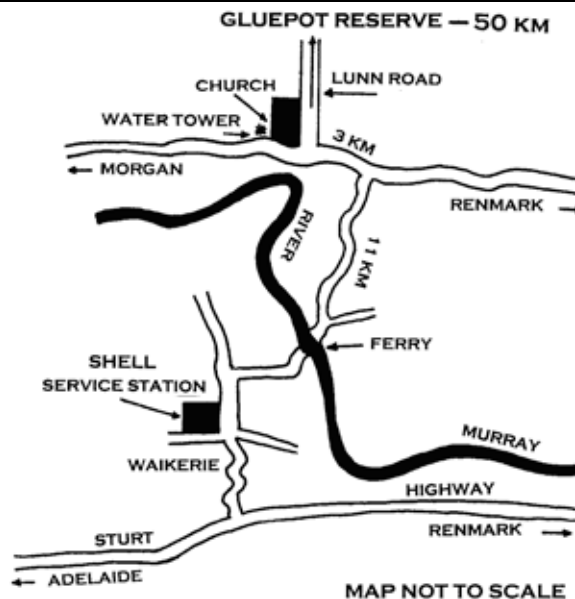 GLUEPOT RESERVE — 50 KM
LUNN ROAD
CHURCH
WATER TOWER
3 KM
MORGAN
RENMARK
RIVER
11 KM
FERRY
SHELL
SERVICE STATION
MURRAY
WAIKERIE
HIGHWAY
STURT
RENMARK
ADELAIDE
MAP NOT TO SCALE